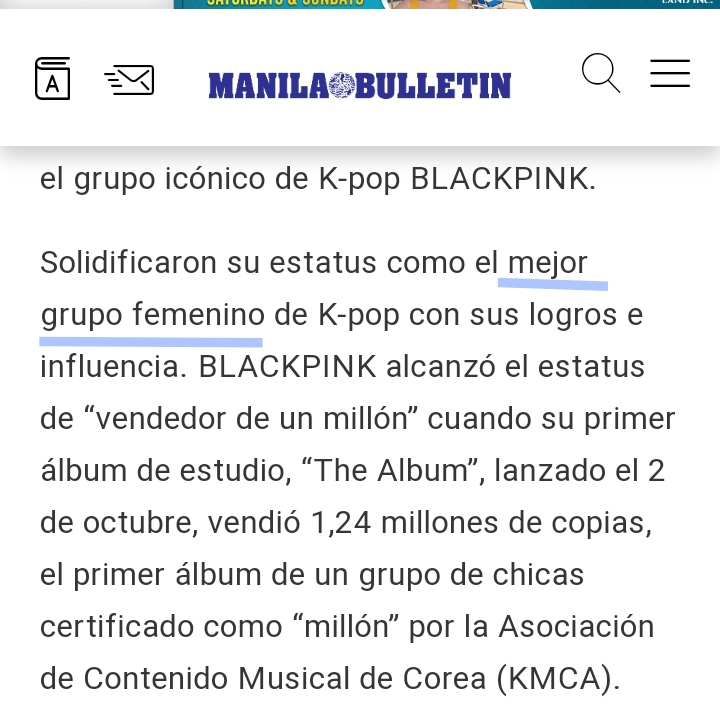 SATURDAYS & SUNDAYS
LAND INC.
A
MANILA BULLETIN
el grupo icónico de K-pop BLACKPINK.
Solidificaron su estatus como el mejor
grupo femenino de K-pop con sus logros e
influencia. BLACKPINK alcanzó el estatus
de “vendedor de un millón” cuando su primer
álbum de estudio, “The Album”, lanzado el 2
de octubre, vendió 1,24 millones de copias,
el primer álbum de un grupo de chicas
certificado como “millón” por la Asociación
de Contenido Musical de Corea (KMCA).